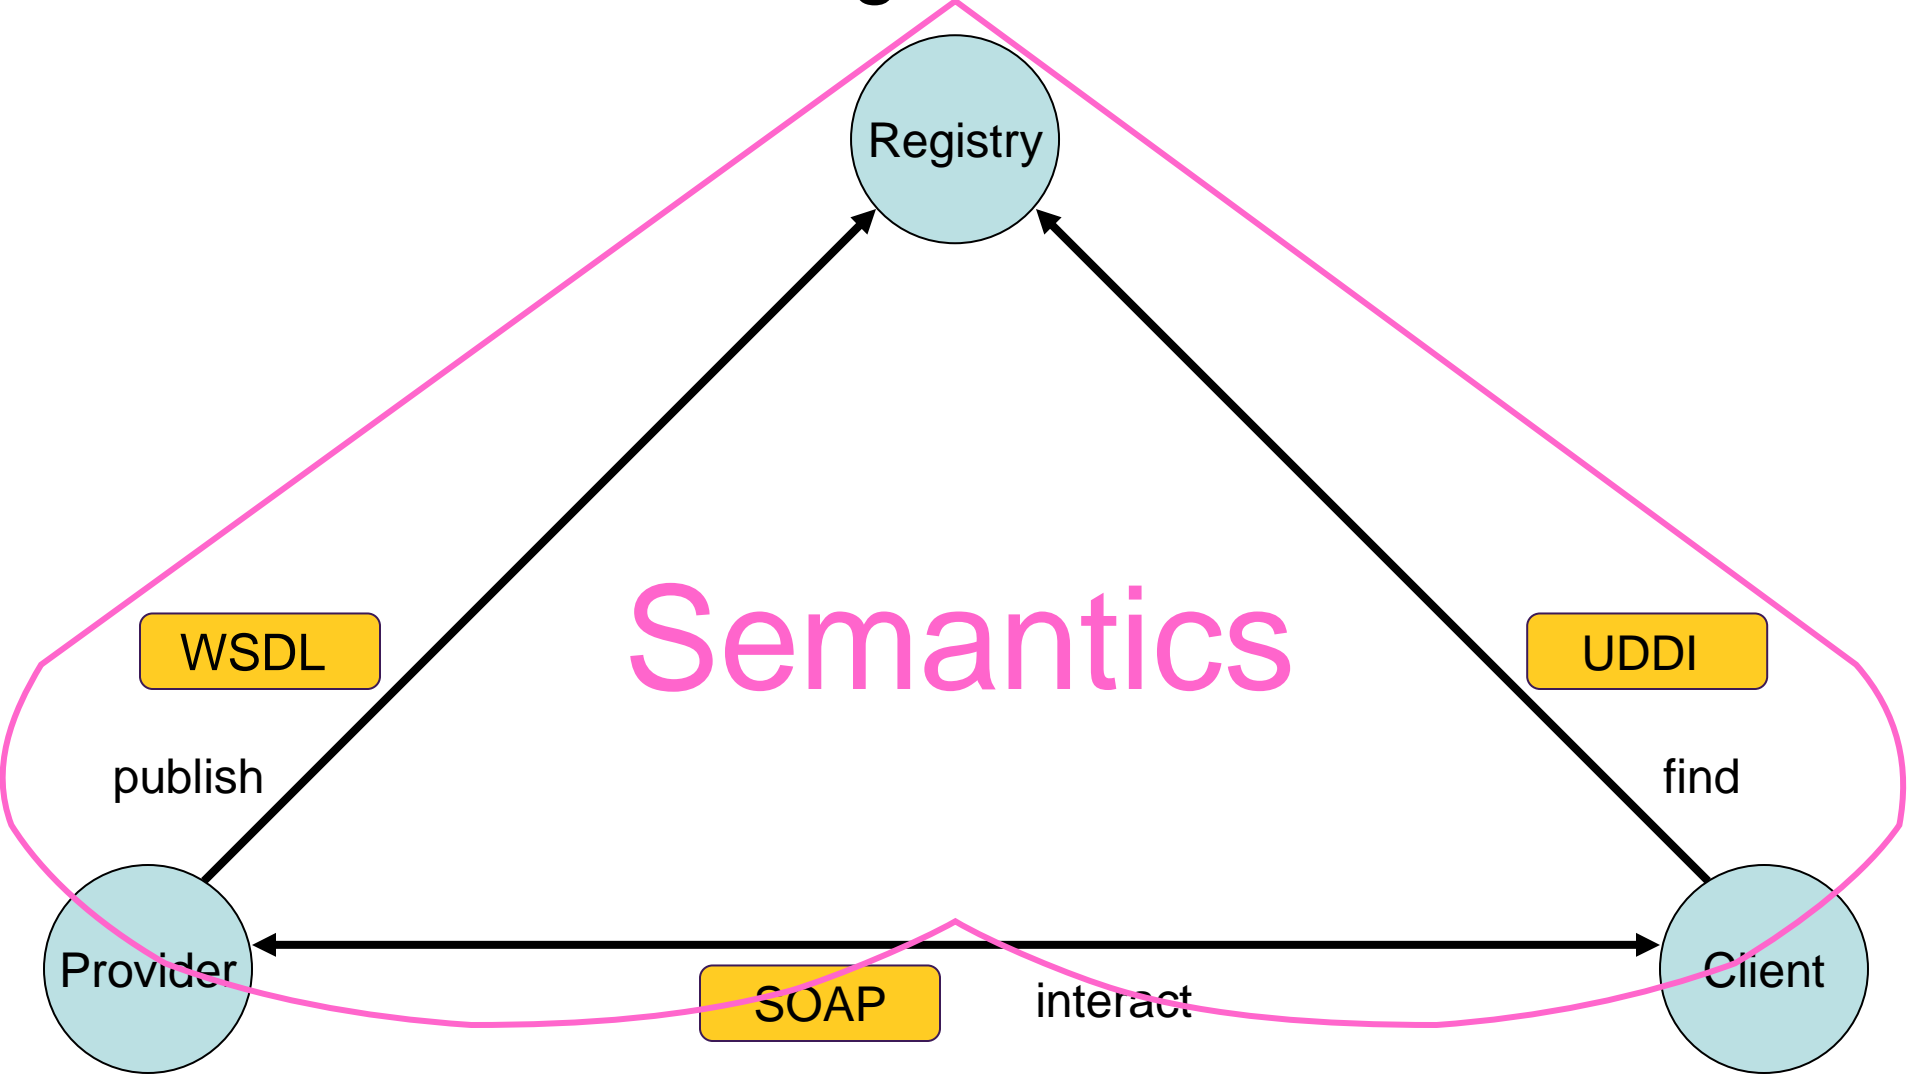 Registry
Semantics
WSDL
UDDI
publish
find
Provider
Client
SOAP
interact